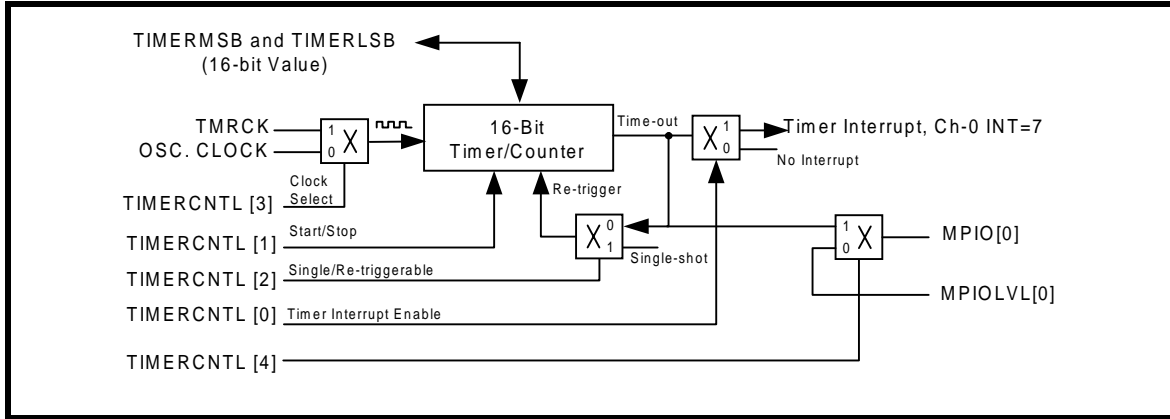 TIMERMSB and TIMERLSB
(16-bit Value)
TMRCK
OSC. CLOCK
1
0
X
16-Bit
Timer/Counter
Time-out
X
1
0
Timer Interrupt, Ch-0 INT=7
No Interrupt
Clock
Select
TIMERCNTL [3]
Re-trigger
TIMERCNTL [1]
Start/Stop
X
0
1
Single-shot
1
0
X
MPIO[0]
TIMERCNTL [2]
Single/Re-triggerable
MPIOLVL[0]
TIMERCNTL [0]
Timer Interrupt Enable
TIMERCNTL [4]